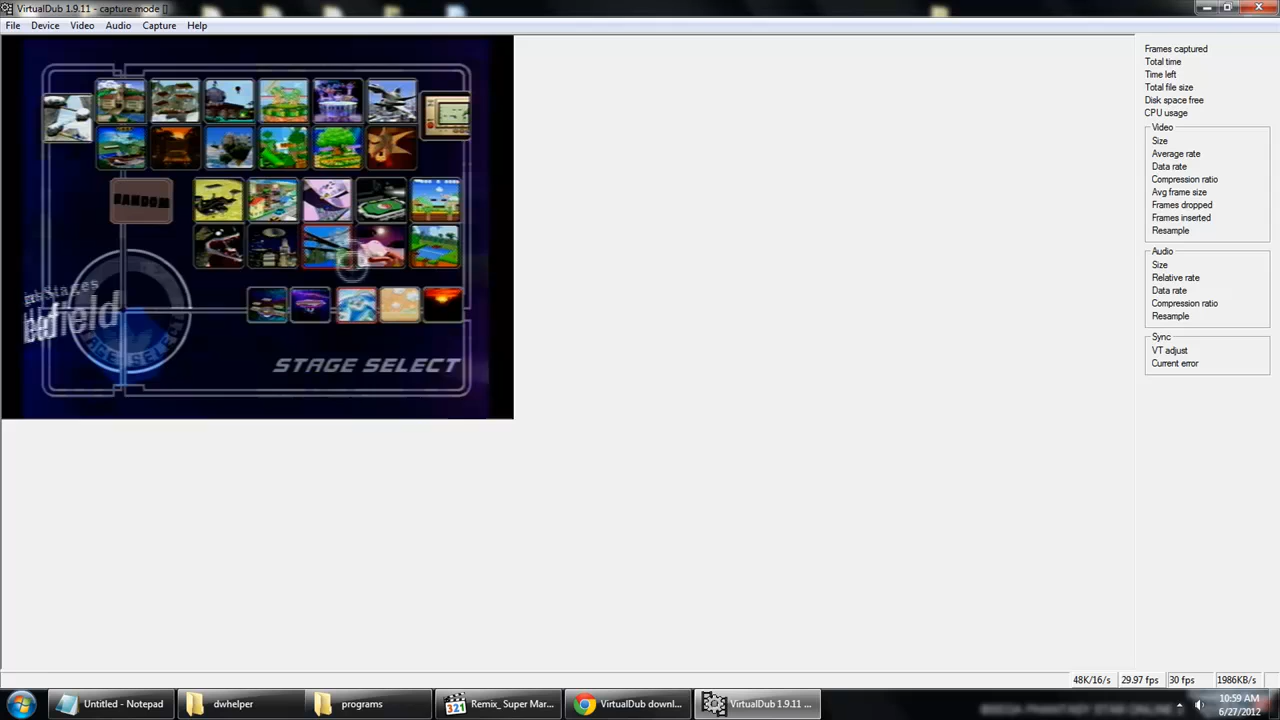 VirtualDub 1.9.11 - capture mode []
File Device Video Audio Capture Help
RANDOM
STAGE SELECT
Frames captured
Total time
Time left
Total file size
Disk space free
CPU usage
Video
Size
Average rate
Data rate
Compression ratio
Avg frame size
Frames dropped
Frames inserted
Resample
Audio
Size
Relative rate
Data rate
Compression ratio
Resample
Sync
VT adjust
Current error
48K/16/s 29.97 fps 30 fps 1986KB/s
Untitled - Notepad
dwhelper
programs
321 Remix_ Super Mar...
VirtualDub downl...
VirtualDub 1.9.11 ...
10:59 AM
6/27/2012